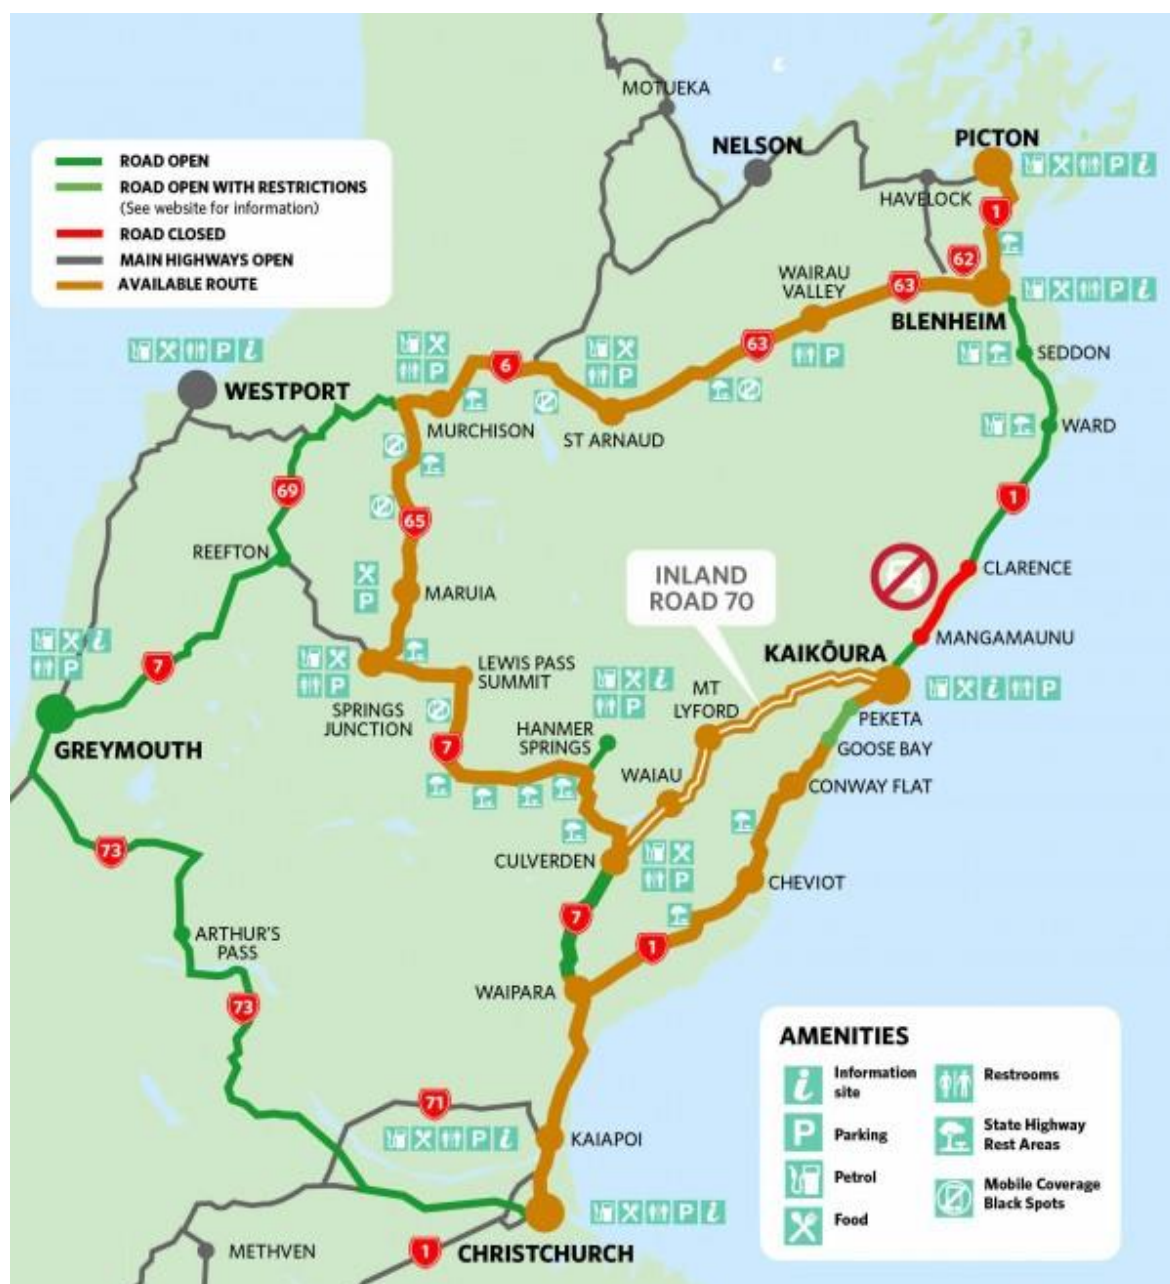 MOTUEKA
NELSON
PICTON
HAVELOCK
1
ROAD OPEN
ROAD OPEN WITH RESTRICTIONS
(See website for information)
ROAD CLOSED
MAIN HIGHWAYS OPEN
AVAILABLE ROUTE
62
WAIRAU
VALLEY
63
BLENHEIM
63
SEDDON
WESTPORT
6
MURCHISON
ST ARNAUD
WARD
69
65
1
REEFTON
MARUIA
INLAND
ROAD 70
CLARENCE
MANGAMAUNU
KAIKŌURA
7
LEWIS PASS
SUMMIT
SPRINGS
JUNCTION
MT
LYFORD
PEKETA
GREYMOUTH
7
HANMER
SPRINGS
GOOSE BAY
WAIAU
CONWAY FLAT
73
CULVERDEN
CHEVIOT
7
1
ARTHUR'S
PASS
WAIPARA
73
71
KAIAPOI
METHVEN
1
CHRISTCHURCH
AMENITIES
Information
site
Parking
Petrol
Food
Restrooms
State Highway
Rest Areas
Mobile Coverage
Black Spots